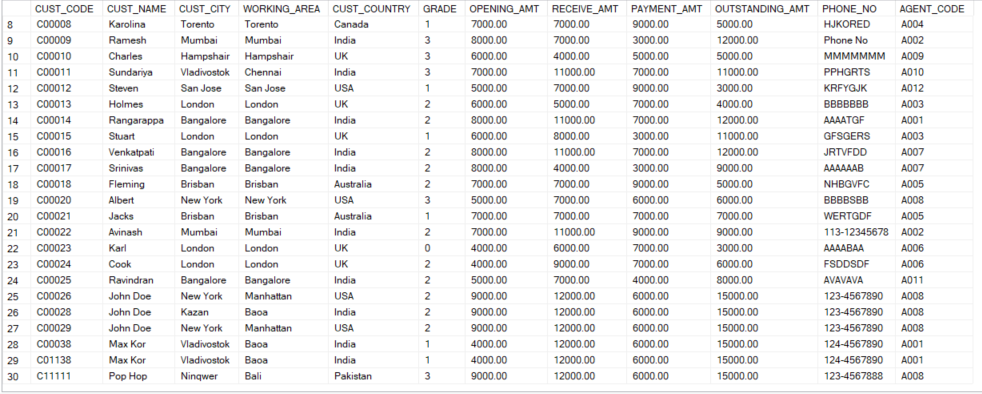 CUST_CODE CUST_NAME CUST_CITY WORKING_AREA CUST_COUNTRY GRADE OPENING_AMT RECEIVE_AMT PAYMENT_AMT OUTSTANDING_AMT PHONE_NO AGENT_CODE
8 C00008 Karolina Torento Torento Canada 1 7000.00 7000.00 9000.00 5000.00 HJKORED A004
9 C00009 Ramesh Mumbai Mumbai India 3 8000.00 7000.00 3000.00 12000.00 Phone No A002
10 C00010 Charles Hampshair Hampshair UK 3 6000.00 4000.00 5000.00 5000.00 MMMMMMM A009
11 C00011 Sundariya Vladivostok Chennai India 3 7000.00 11000.00 7000.00 11000.00 PPHGRTS A010
12 C00012 Steven San Jose San Jose USA 1 5000.00 7000.00 9000.00 3000.00 KRFYGJK A012
13 C00013 Holmes London London UK 2 6000.00 5000.00 7000.00 4000.00 BBBBBBB A003
14 C00014 Rangarappa Bangalore Bangalore India 2 8000.00 11000.00 7000.00 12000.00 AAAATGF A001
15 C00015 Stuart London London UK 1 6000.00 8000.00 3000.00 11000.00 GFSGERS A003
16 C00016 Venkatpati Bangalore Bangalore India 2 8000.00 11000.00 7000.00 12000.00 JRTVFDD A007
17 C00017 Srinivas Bangalore Bangalore India 2 8000.00 4000.00 3000.00 9000.00 AAAAAAB A007
18 C00018 Fleming Brisban Brisban Australia 2 7000.00 7000.00 9000.00 5000.00 NHBGVFC A005
19 C00020 Albert New York New York USA 3 5000.00 7000.00 6000.00 6000.00 BBBBSBB A008
20 C00021 Jacks Brisban Brisban Australia 1 7000.00 7000.00 7000.00 7000.00 WERTGDF A005
21 C00022 Avinash Mumbai Mumbai India 2 7000.00 11000.00 9000.00 9000.00 113-12345678 A002
22 C00023 Karl London London UK 0 4000.00 6000.00 7000.00 3000.00 AAAABAA A006
23 C00024 Cook London London UK 2 4000.00 9000.00 7000.00 6000.00 FSDDSDF A006
24 C00025 Ravindran Bangalore Bangalore India 2 5000.00 7000.00 4000.00 8000.00 AVAVAVA A011
25 C00026 John Doe New York Manhattan USA 2 9000.00 12000.00 6000.00 15000.00 123-4567890 A008
26 C00028 John Doe Kazan Baoa India 2 9000.00 12000.00 6000.00 15000.00 123-4567890 A008
27 C00029 John Doe New York Manhattan USA 2 9000.00 12000.00 6000.00 15000.00 123-4567890 A008
28 C00038 Max Kor Vladivostok Baoa India 1 4000.00 12000.00 6000.00 15000.00 124-4567890 A001
29 C01138 Max Kor Vladivostok Baoa India 1 4000.00 12000.00 6000.00 15000.00 124-4567890 A001
30 C11111 Pop Hop Ninqwer Bali Pakistan 3 9000.00 12000.00 6000.00 15000.00 123-4567888 A008